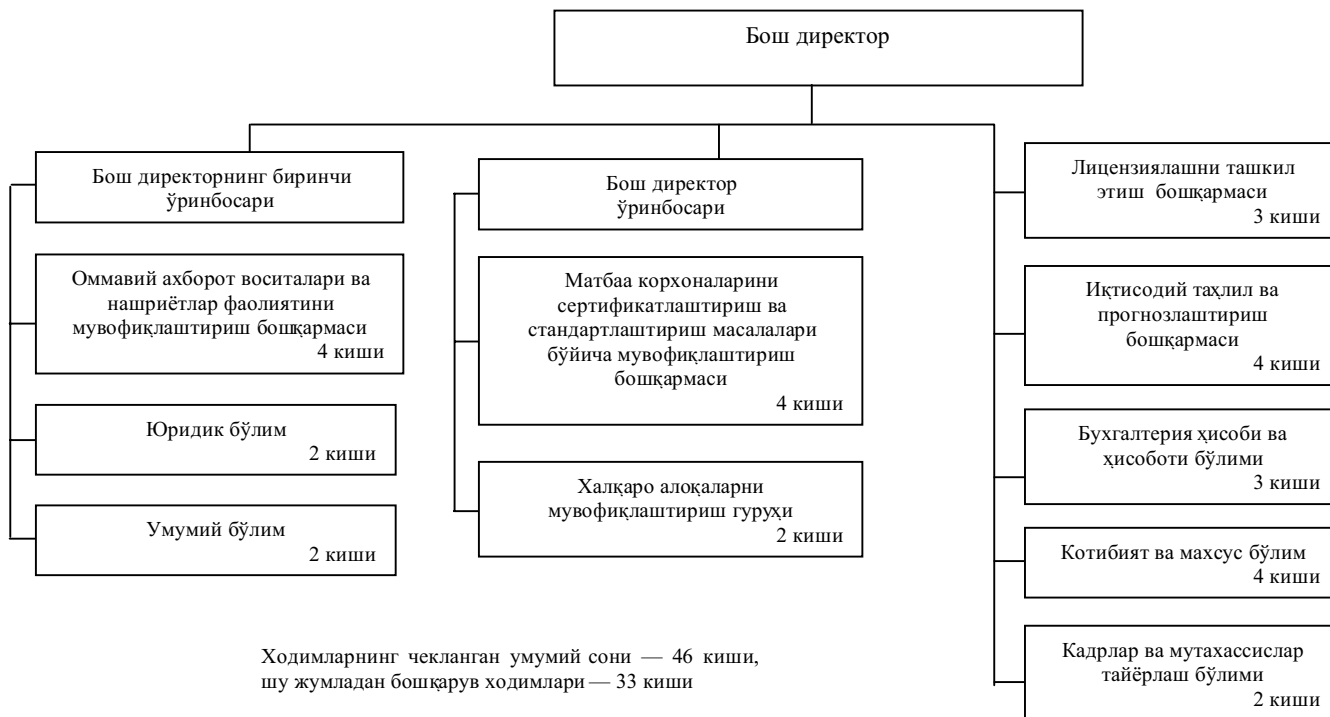 Бош директор
Бош директорнинг биринчи
ўринбосари
Оммавий ахборот воситалари ва
нашриётлар фаолиятини
мувофиқлаштириш бошқармаси
4 киши
Юридик бўлим
2 киши
Умумий бўлим
2 киши
Бош директор
ўринбосари
Матбаа корхоналарини
сертификатлаштириш ва
стандартлаштириш масалалари
бўйича мувофиқлаштириш
бошқармаси
4 киши
Халқаро алоқаларни
мувофиқлаштириш гуруҳи
2 киши
Лицензиялашни ташкил
этиш бошқармаси
3 киши
Иқтисодий таҳлил ва
прогнозлаштириш
бошқармаси
4 киши
Бухгалтерия ҳисоби ва
ҳисоботи бўлими
3 киши
Котибият ва махсус бўлим
4 киши
Кадрлар ва мутахассислар
тайёрлаш бўлими
2 киши
Ходимларнинг чекланган умумий сони — 46 киши,
шу жумладан бошқарув ходимлари — 33 киши